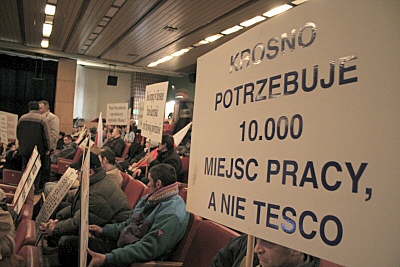 KROSNO
POTRZEBUJE
10.000
MIEJSC PRACY,
A NIE TESCO